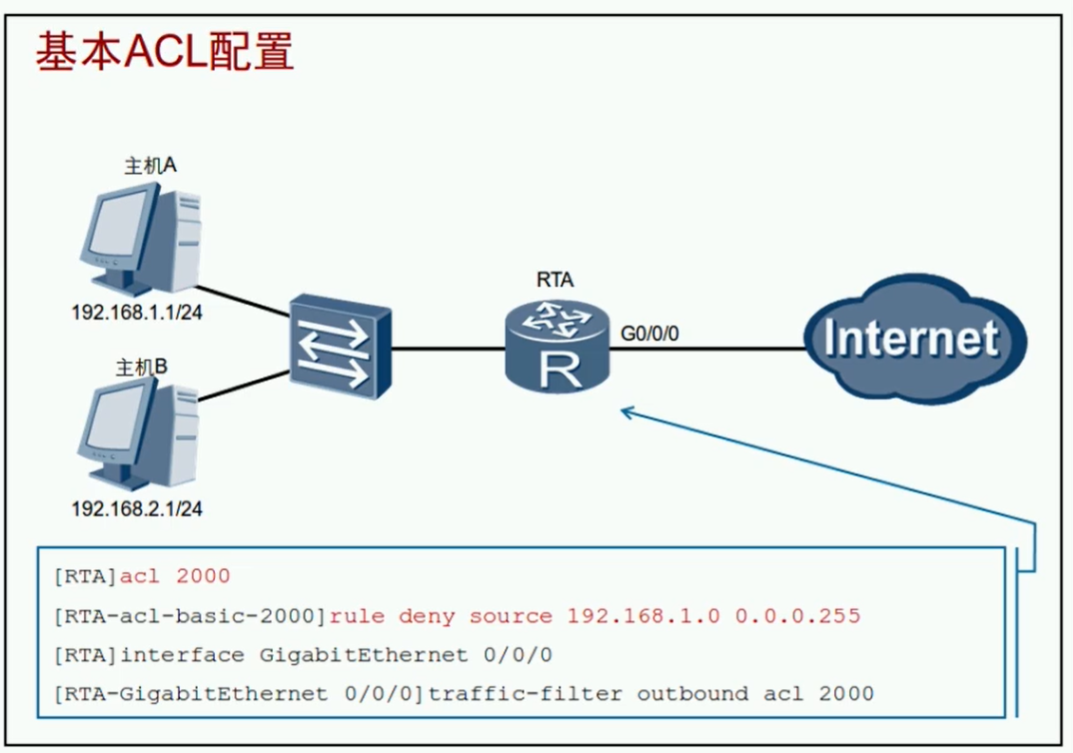 基本ACL配置
主机A
192.168.1.1/24
主机B
192.168.2.1/24
RTA
R
G0/0/0
Internet
[RTA]acl 2000
[RTA-acl-basic-2000]rule deny source 192.168.1.0 0.0.0.255
[RTA]interface GigabitEthernet 0/0/0
[RTA-GigabitEthernet 0/0/0]traffic-filter outbound acl 2000